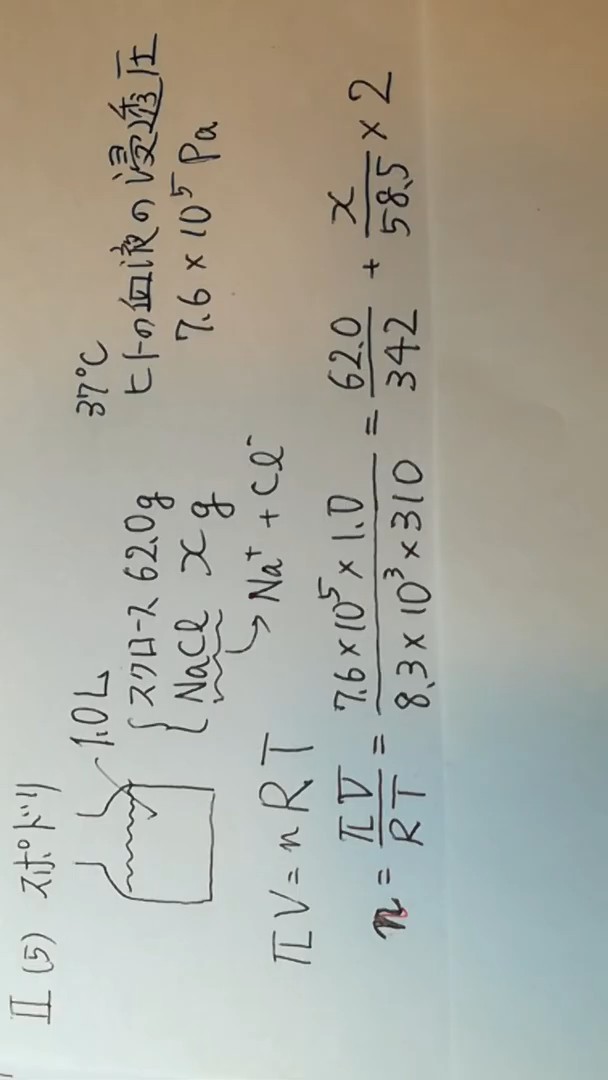 II (5) スポドリ
1.0L
スクロース 62.0g
NaCl x g
→ Na⁺ + Cl⁻
37℃
ヒトの血液の浸透圧
7.6 × 10⁵ Pa
ΠV = nRT
n = ΠV/RT = (7.6 × 10⁵ × 1.0)/(8.3 × 10³ × 310) = 62.0/342 + x/58.5 × 2